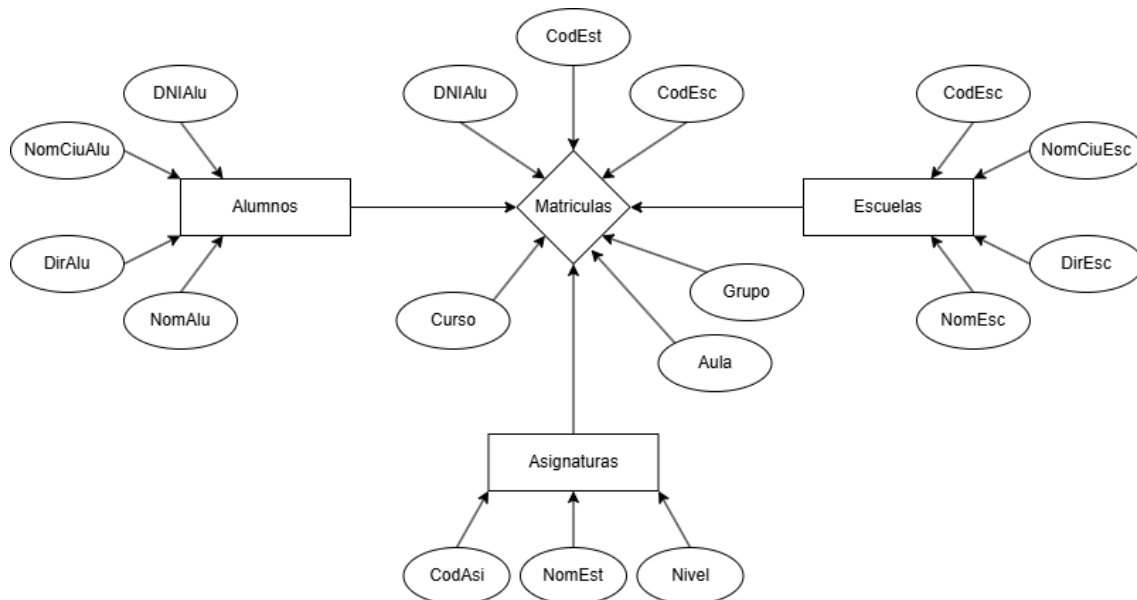 CodEst
DNIAlu
DNIAlu
CodEsc
CodEsc
NomCiuAlu
NomCiuEsc
Alumnos
Matriculas
Escuelas
DirAlu
DirEsc
NomAlu
Curso
Grupo
NomEsc
Aula
Asignaturas
CodAsi
NomEst
Nivel